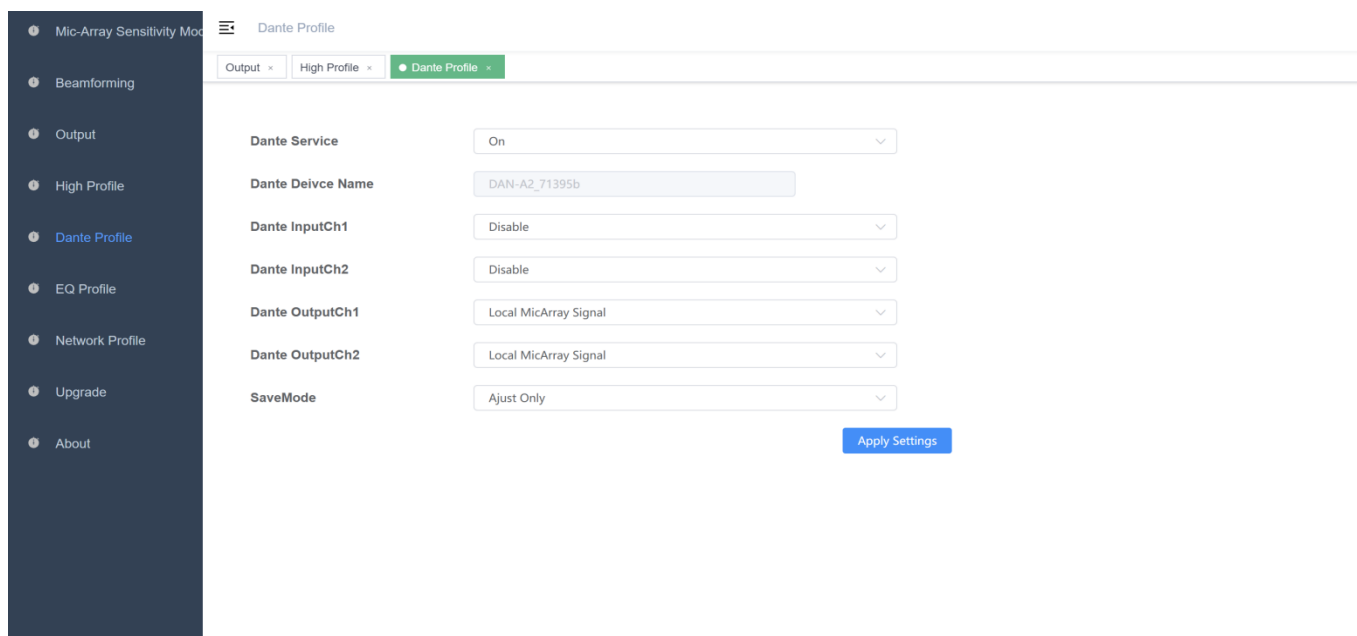 Mic-Array Sensitivity Mod
Beamforming
Output
High Profile
Dante Profile
EQ Profile
Network Profile
Upgrade
About
Dante Profile
Output ×
High Profile ×
Dante Profile ×
Dante Service On
Dante Deivce Name DAN-A2_71395b
Dante InputCh1 Disable
Dante InputCh2 Disable
Dante OutputCh1 Local MicArray Signal
Dante OutputCh2 Local MicArray Signal
SaveMode Ajust Only
Apply Settings